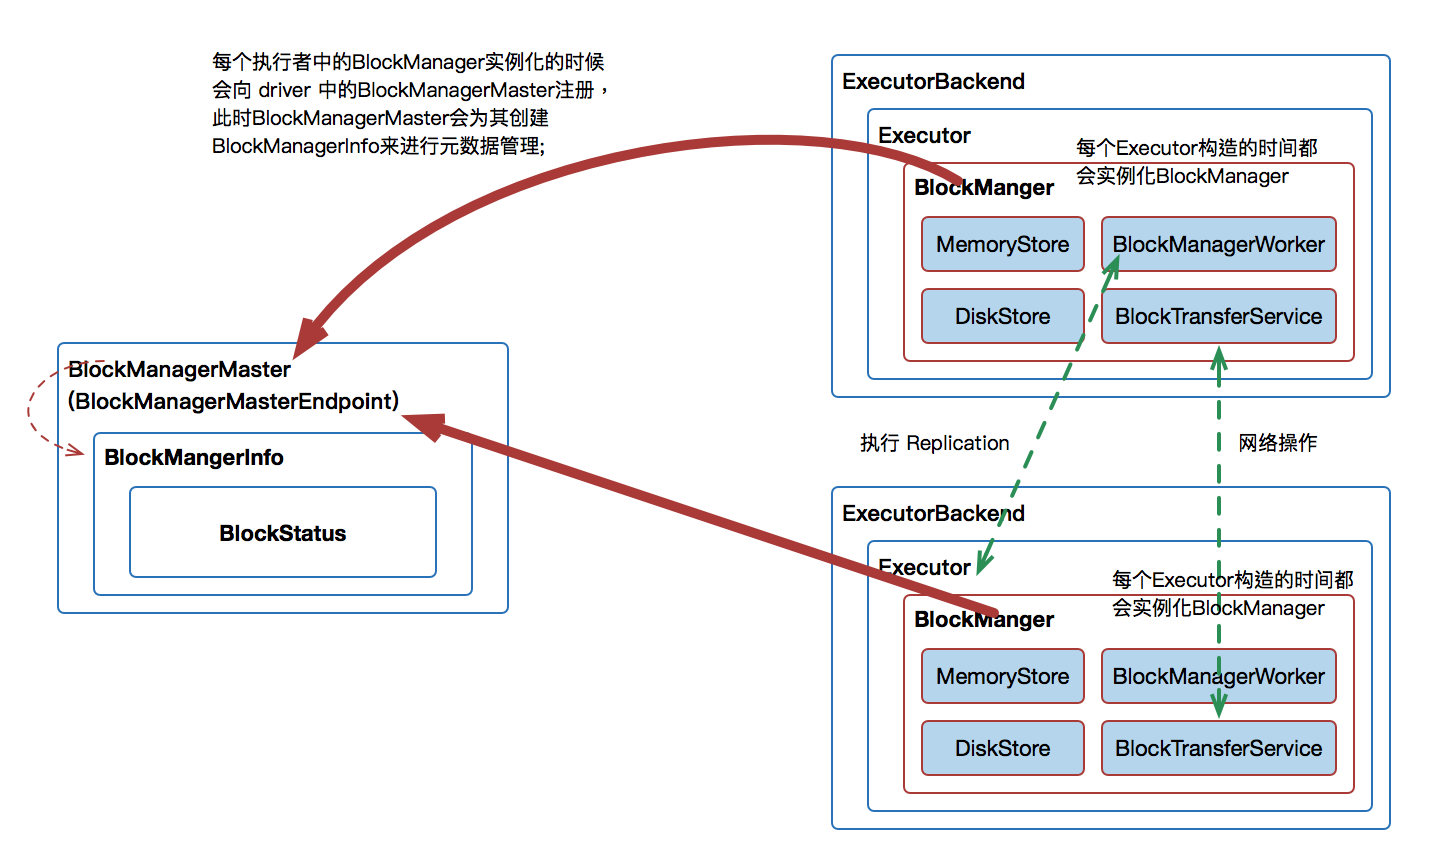 每个执行者中的BlockManager实例化的时候
会向 driver 中的BlockManagerMaster注册，
此时BlockManagerMaster会为其创建
BlockManagerInfo来进行元数据管理;
BlockManagerMaster
(BlockManagerMasterEndpoint)
BlockMangerInfo
BlockStatus
ExecutorBackend
Executor
每个Executor构造的时间都
会实例化BlockManager
BlockManger
MemoryStore
BlockManagerWorker
DiskStore
BlockTransferService
执行 Replication
网络操作
ExecutorBackend
Executor
每个Executor构造的时间都
会实例化BlockManager
BlockManger
MemoryStore
BlockManagerWorker
DiskStore
BlockTransferService